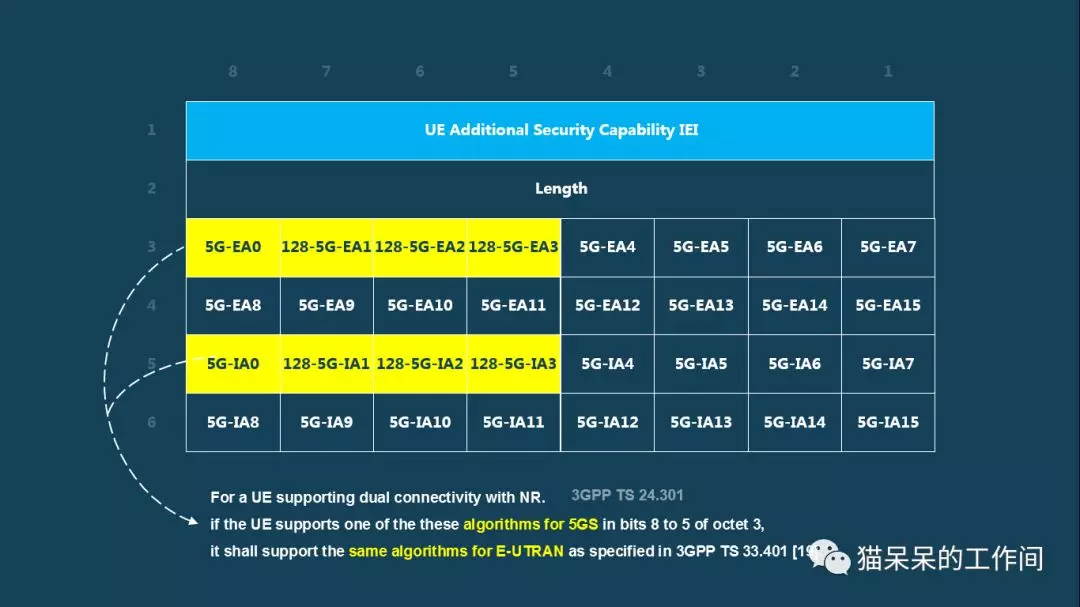 8 7 6 5 4 3 2 1
1 UE Additional Security Capability IEI
2 Length
3 5G-EA0 128-5G-EA1 128-5G-EA2 128-5G-EA3 5G-EA4 5G-EA5 5G-EA6 5G-EA7
4 5G-EA8 5G-EA9 5G-EA10 5G-EA11 5G-EA12 5G-EA13 5G-EA14 5G-EA15
5 5G-IA0 128-5G-IA1 128-5G-IA2 128-5G-IA3 5G-IA4 5G-IA5 5G-IA6 5G-IA7
6 5G-IA8 5G-IA9 5G-IA10 5G-IA11 5G-IA12 5G-IA13 5G-IA14 5G-IA15
For a UE supporting dual connectivity with NR. 3GPP TS 24.301
if the UE supports one of the these algorithms for 5GS in bits 8 to 5 of octet 3,
it shall support the same algorithms for E-UTRAN as specified in 3GPP TS 33.401 [19]
猫呆呆的工作间